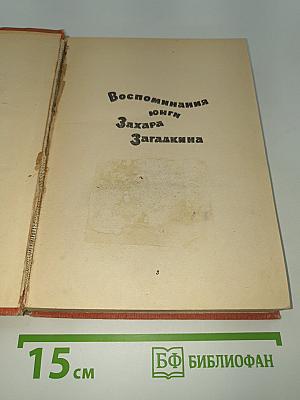 Воспоминания
юнги
Захара
Загадкина
3
15 см
БФ БИБЛИОФАН